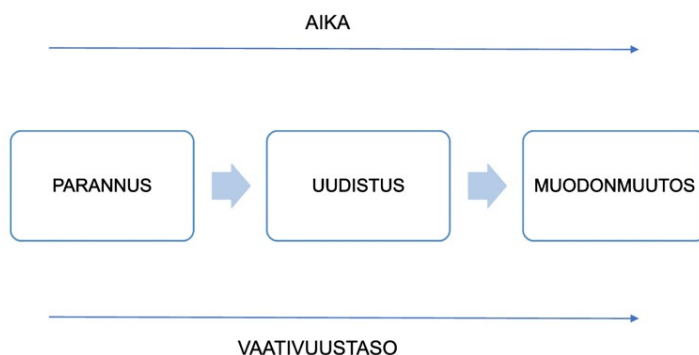 AIKA
PARANNUS
UUDISTUS
MUODONMUUTOS
VAATIVUUSTASO